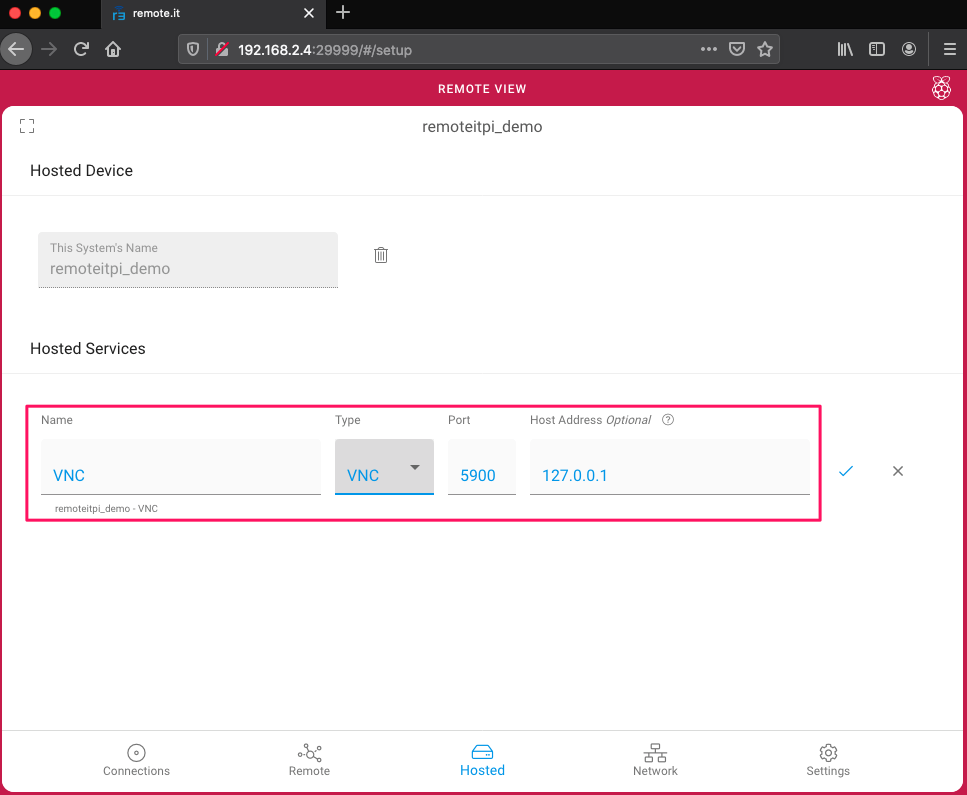 remote.it
192.168.2.4:29999/#/setup
REMOTE VIEW
remoteitpi_demo
Hosted Device
This System's Name
remoteitpi_demo
Hosted Services
Name Type Port Host Address Optional
VNC VNC 5900 127.0.0.1
remoteitpi_demo - VNC
Connections Remote Hosted Network Settings